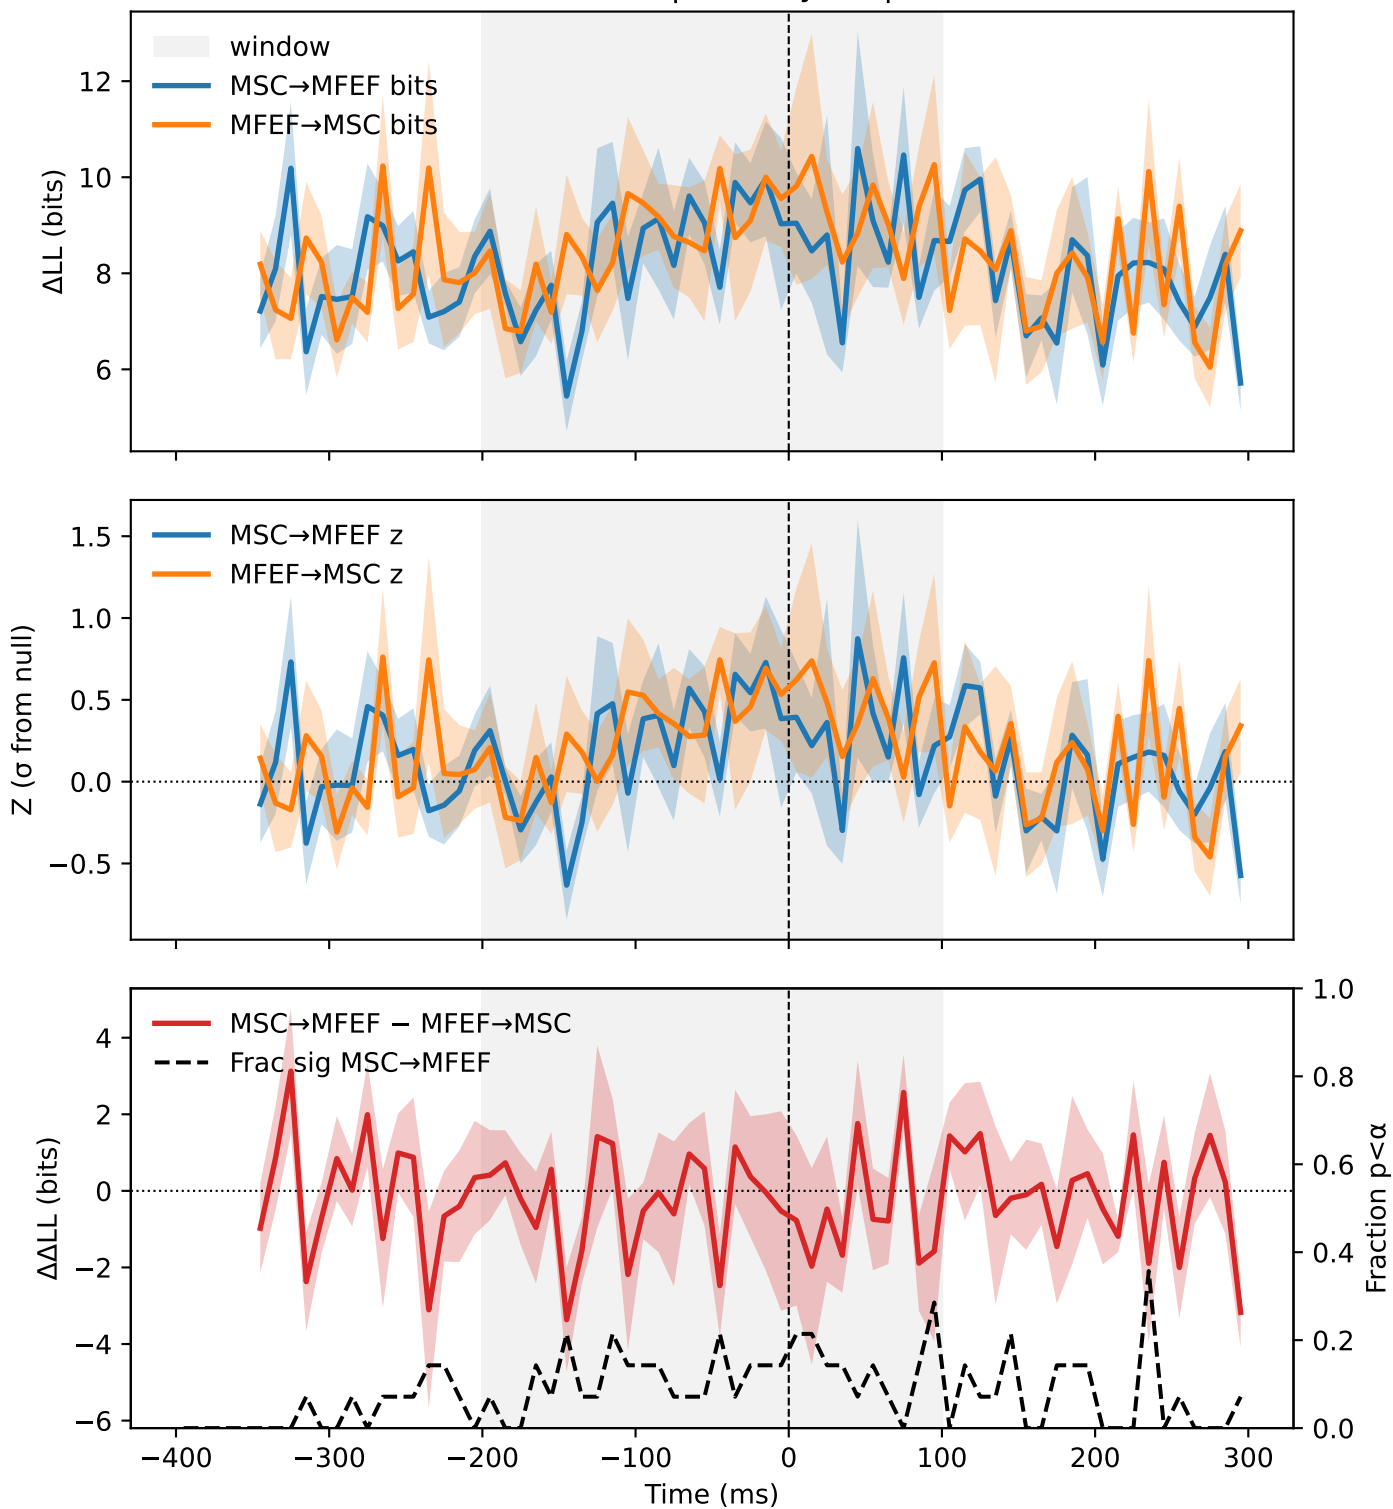 window
MSC→MFEF bits
MFEF→MSC bits
ΔLL (bits)
12
10
8
6
MSC→MFEF z
MFEF→MSC z
Z (σ from null)
1.5
1.0
0.5
0.0
−0.5
MSC→MFEF − MFEF→MSC
Frac sig MSC→MFEF
ΔΔLL (bits)
4
2
0
−2
−4
−6
1.0
0.8
0.6
0.4
0.2
0.0
Fraction p<α
−400
−300
−200
−100
0
100
200
300
Time (ms)